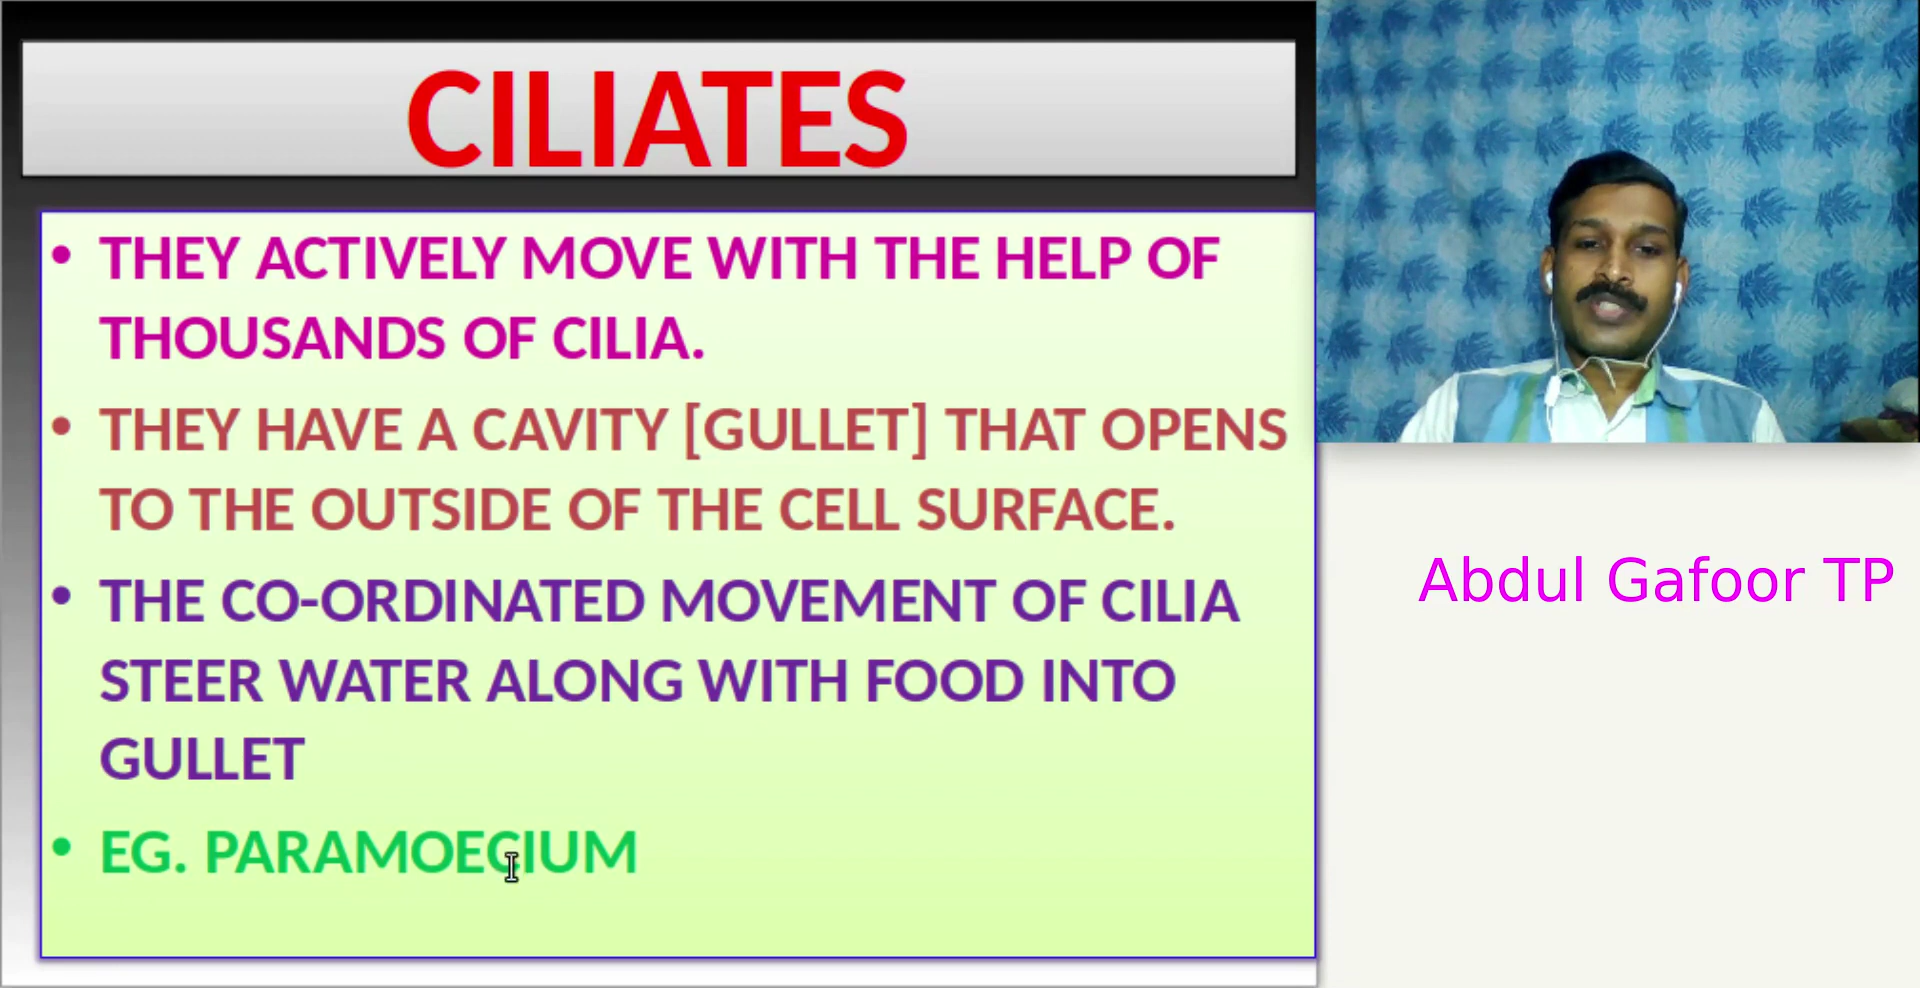 CILIATES
• THEY ACTIVELY MOVE WITH THE HELP OF
THOUSANDS OF CILIA.
• THEY HAVE A CAVITY [GULLET] THAT OPENS
TO THE OUTSIDE OF THE CELL SURFACE.
• THE CO-ORDINATED MOVEMENT OF CILIA
STEER WATER ALONG WITH FOOD INTO
GULLET
• EG. PARAMOECIUM
Abdul Gafoor TP